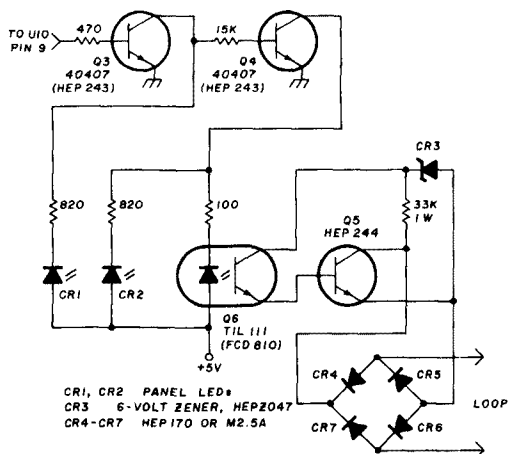 TO U10
PIN 9
470
Q3
40407
(HEP 243)
15K
Q4
40407
(HEP 243)
820
820
100
CR1
CR2
Q6
TIL 111
(FCD 810)
+5V
Q5
HEP 244
33K
1W
CR3
CR4
CR5
CR7
CR6
LOOP
CR1, CR2 PANEL LEDs
CR3 6-VOLT ZENER, HEPZ047
CR4-CR7 HEP 170 OR M2.5A